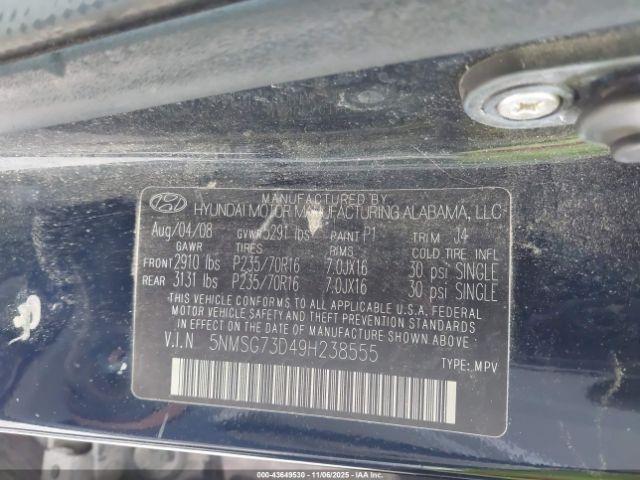 MANUFACTURED BY
HYUNDAI MOTOR MANUFACTURING ALABAMA, LLC
Aug/04/08 GVWR 5291 lbs PAINT P1 TRIM J4
GAWR TIRES RIMS COLD TIRE INFL
FRONT 2910 lbs P235/70R16 7.0JX16 30 psi SINGLE
REAR 3131 lbs P235/70R16 7.0JX16 30 psi SINGLE
THIS VEHICLE CONFORMS TO ALL APPLICABLE U.S.A. FEDERAL
MOTOR VEHICLE SAFETY AND THEFT PREVENTION STANDARDS IN
EFFECT ON THE DATE OF MANUFACTURE SHOWN ABOVE.
V.I.N 5NMSG73D49H238555
TYPE: MPV
000-43649530 - 11/06/2025 - IAAI.COM